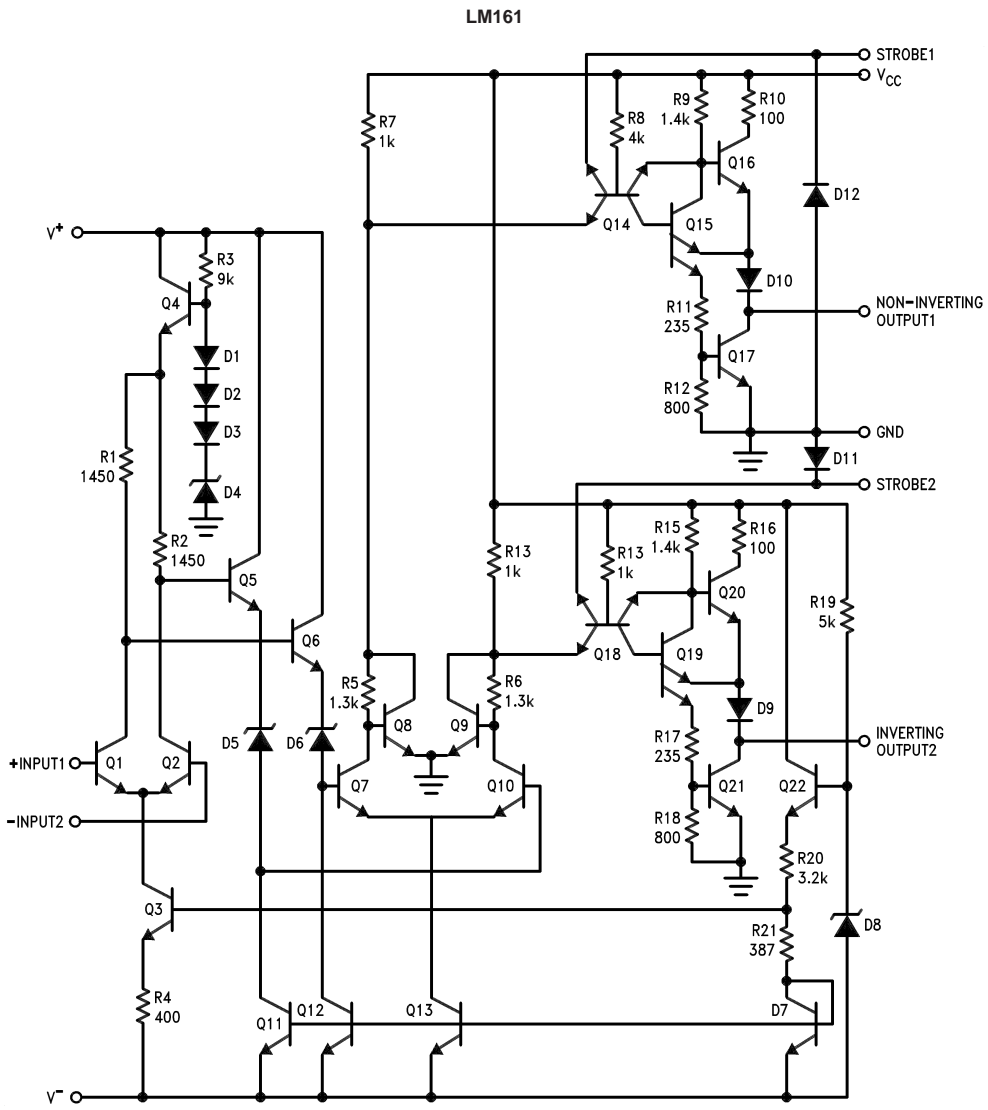 LM161
STROBE1
VCC
R7
1k
R8
4k
R9
1.4k
R10
100
Q16
Q14
Q15
D12
D10
V+
R3
9k
Q4
R11
235
NON-INVERTING
OUTPUT1
Q17
D1
D2
D3
D4
R12
800
GND
D11
R1
1450
STROBE2
R2
1450
R13
1k
R13
1k
R15
1.4k
R16
100
Q5
Q20
R19
5k
Q6
Q18
Q19
R5
1.3k
R6
1.3k
Q8
Q9
D9
D5
D6
R17
235
INVERTING
OUTPUT2
+INPUT1
Q1
Q2
Q7
Q10
Q21
Q22
-INPUT2
R18
800
R20
3.2k
Q3
D8
R21
387
R4
400
Q11
Q12
Q13
D7
V-